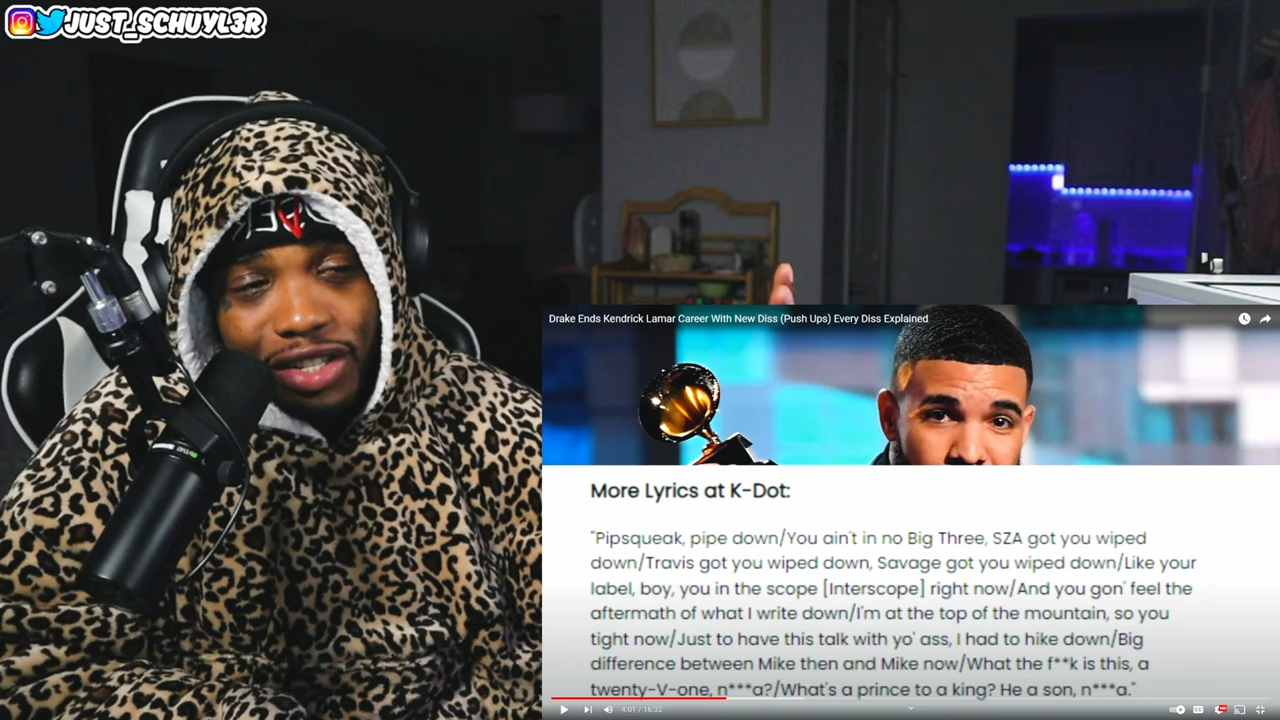 JUST_SCHUYL3R
Drake Ends Kendrick Lamar Career With New Diss (Push Ups) Every Diss Explained
More Lyrics at K-Dot:
"Pipsqueak, pipe down/You ain't in no Big Three, SZA got you wiped
down/Travis got you wiped down, Savage got you wiped down/Like your
label, boy, you in the scope [Interscope] right now/And you gon' feel the
aftermath of what I write down/I'm at the top of the mountain, so you
tight now/Just to have this talk with yo' ass, I had to hike down/Big
difference between Mike then and Mike now/What the f**k is this, a
twenty-V-one, n***a?/What's a prince to a king? He a son, n***a."
4:01 / 16:32